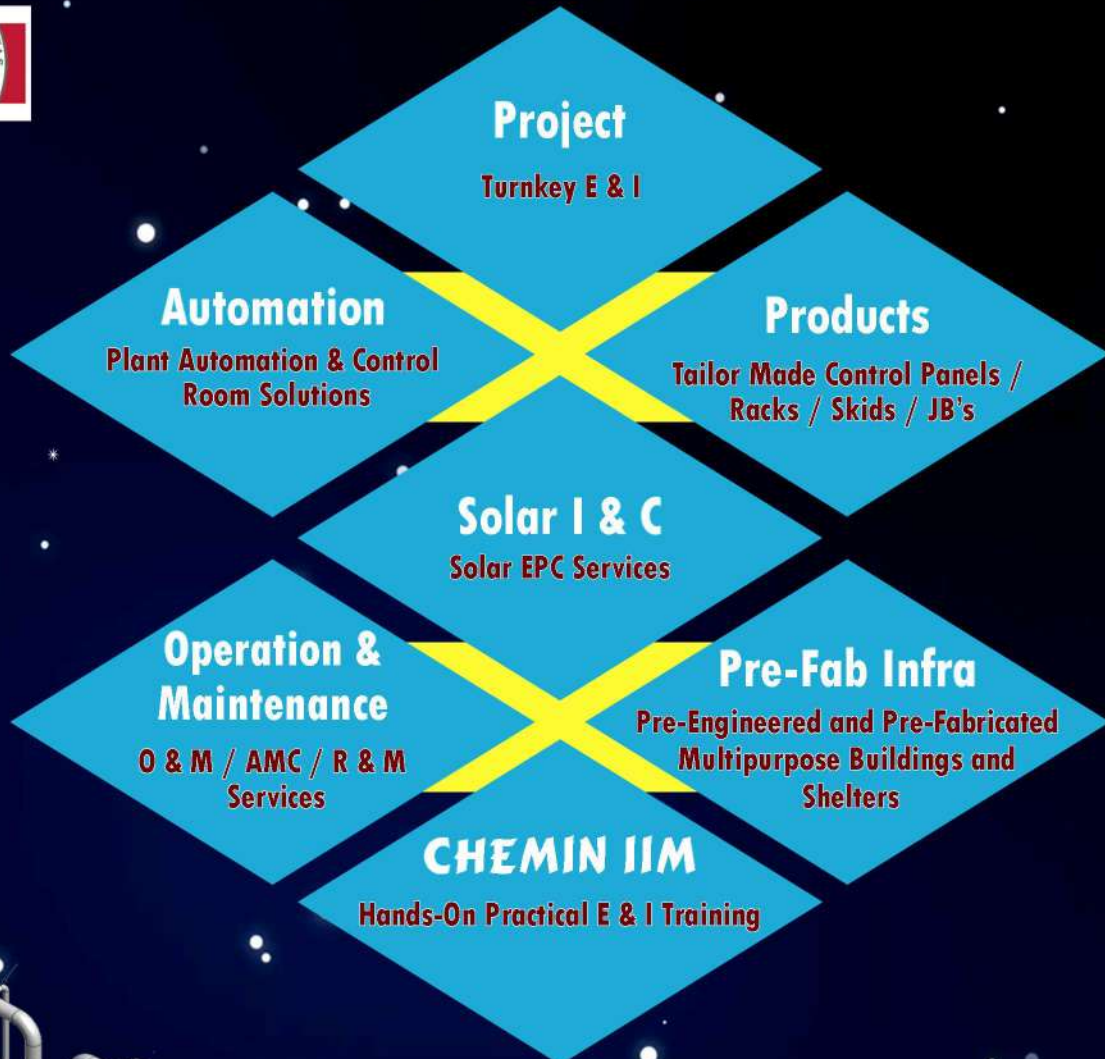 Project
Turnkey E & I
Automation
Plant Automation & Control
Room Solutions
Products
Tailor Made Control Panels /
Racks / Skids / JB's
Solar I & C
Solar EPC Services
Operation &
Maintenance
O & M / AMC / R & M
Services
Pre-Fab Infra
Pre-Engineered and Pre-Fabricated
Multipurpose Buildings and
Shelters
CHEMIN IIM
Hands-On Practical E & I Training